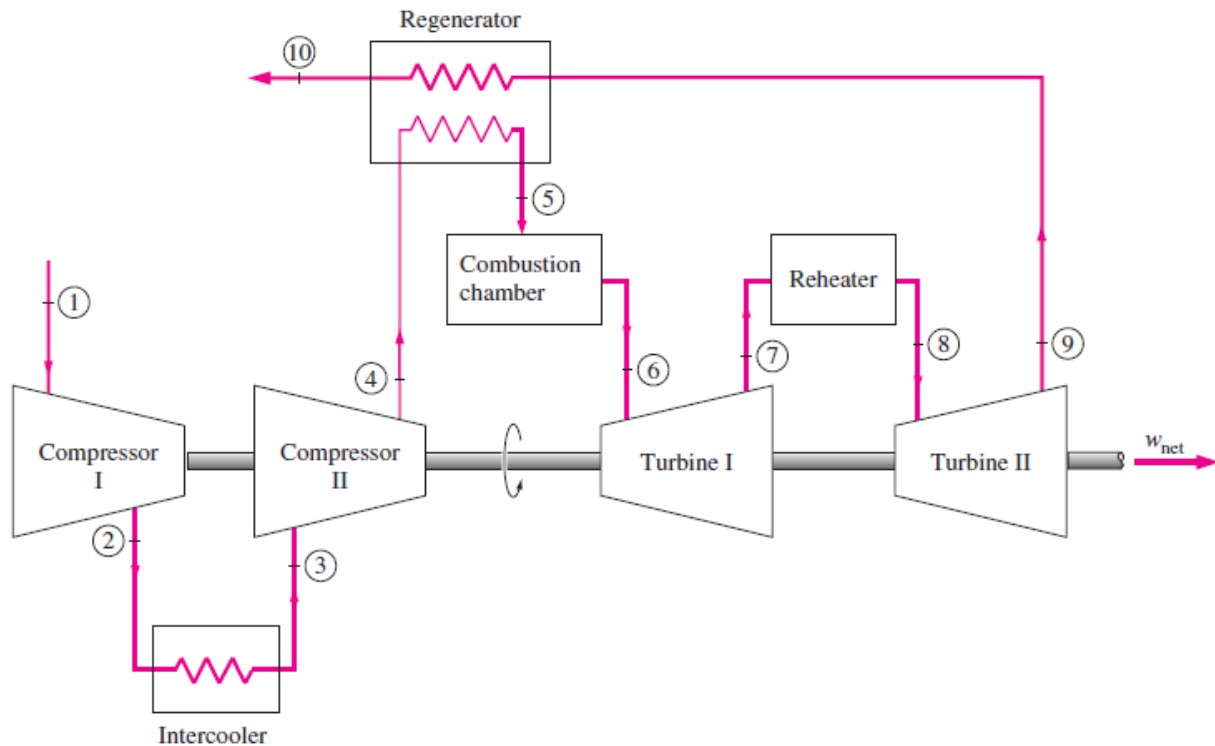 Regenerator
10
5
Combustion
chamber
Reheater
1
4
6
7
8
9
Compressor
I
Compressor
II
Turbine I
Turbine II
w_net
2
3
Intercooler